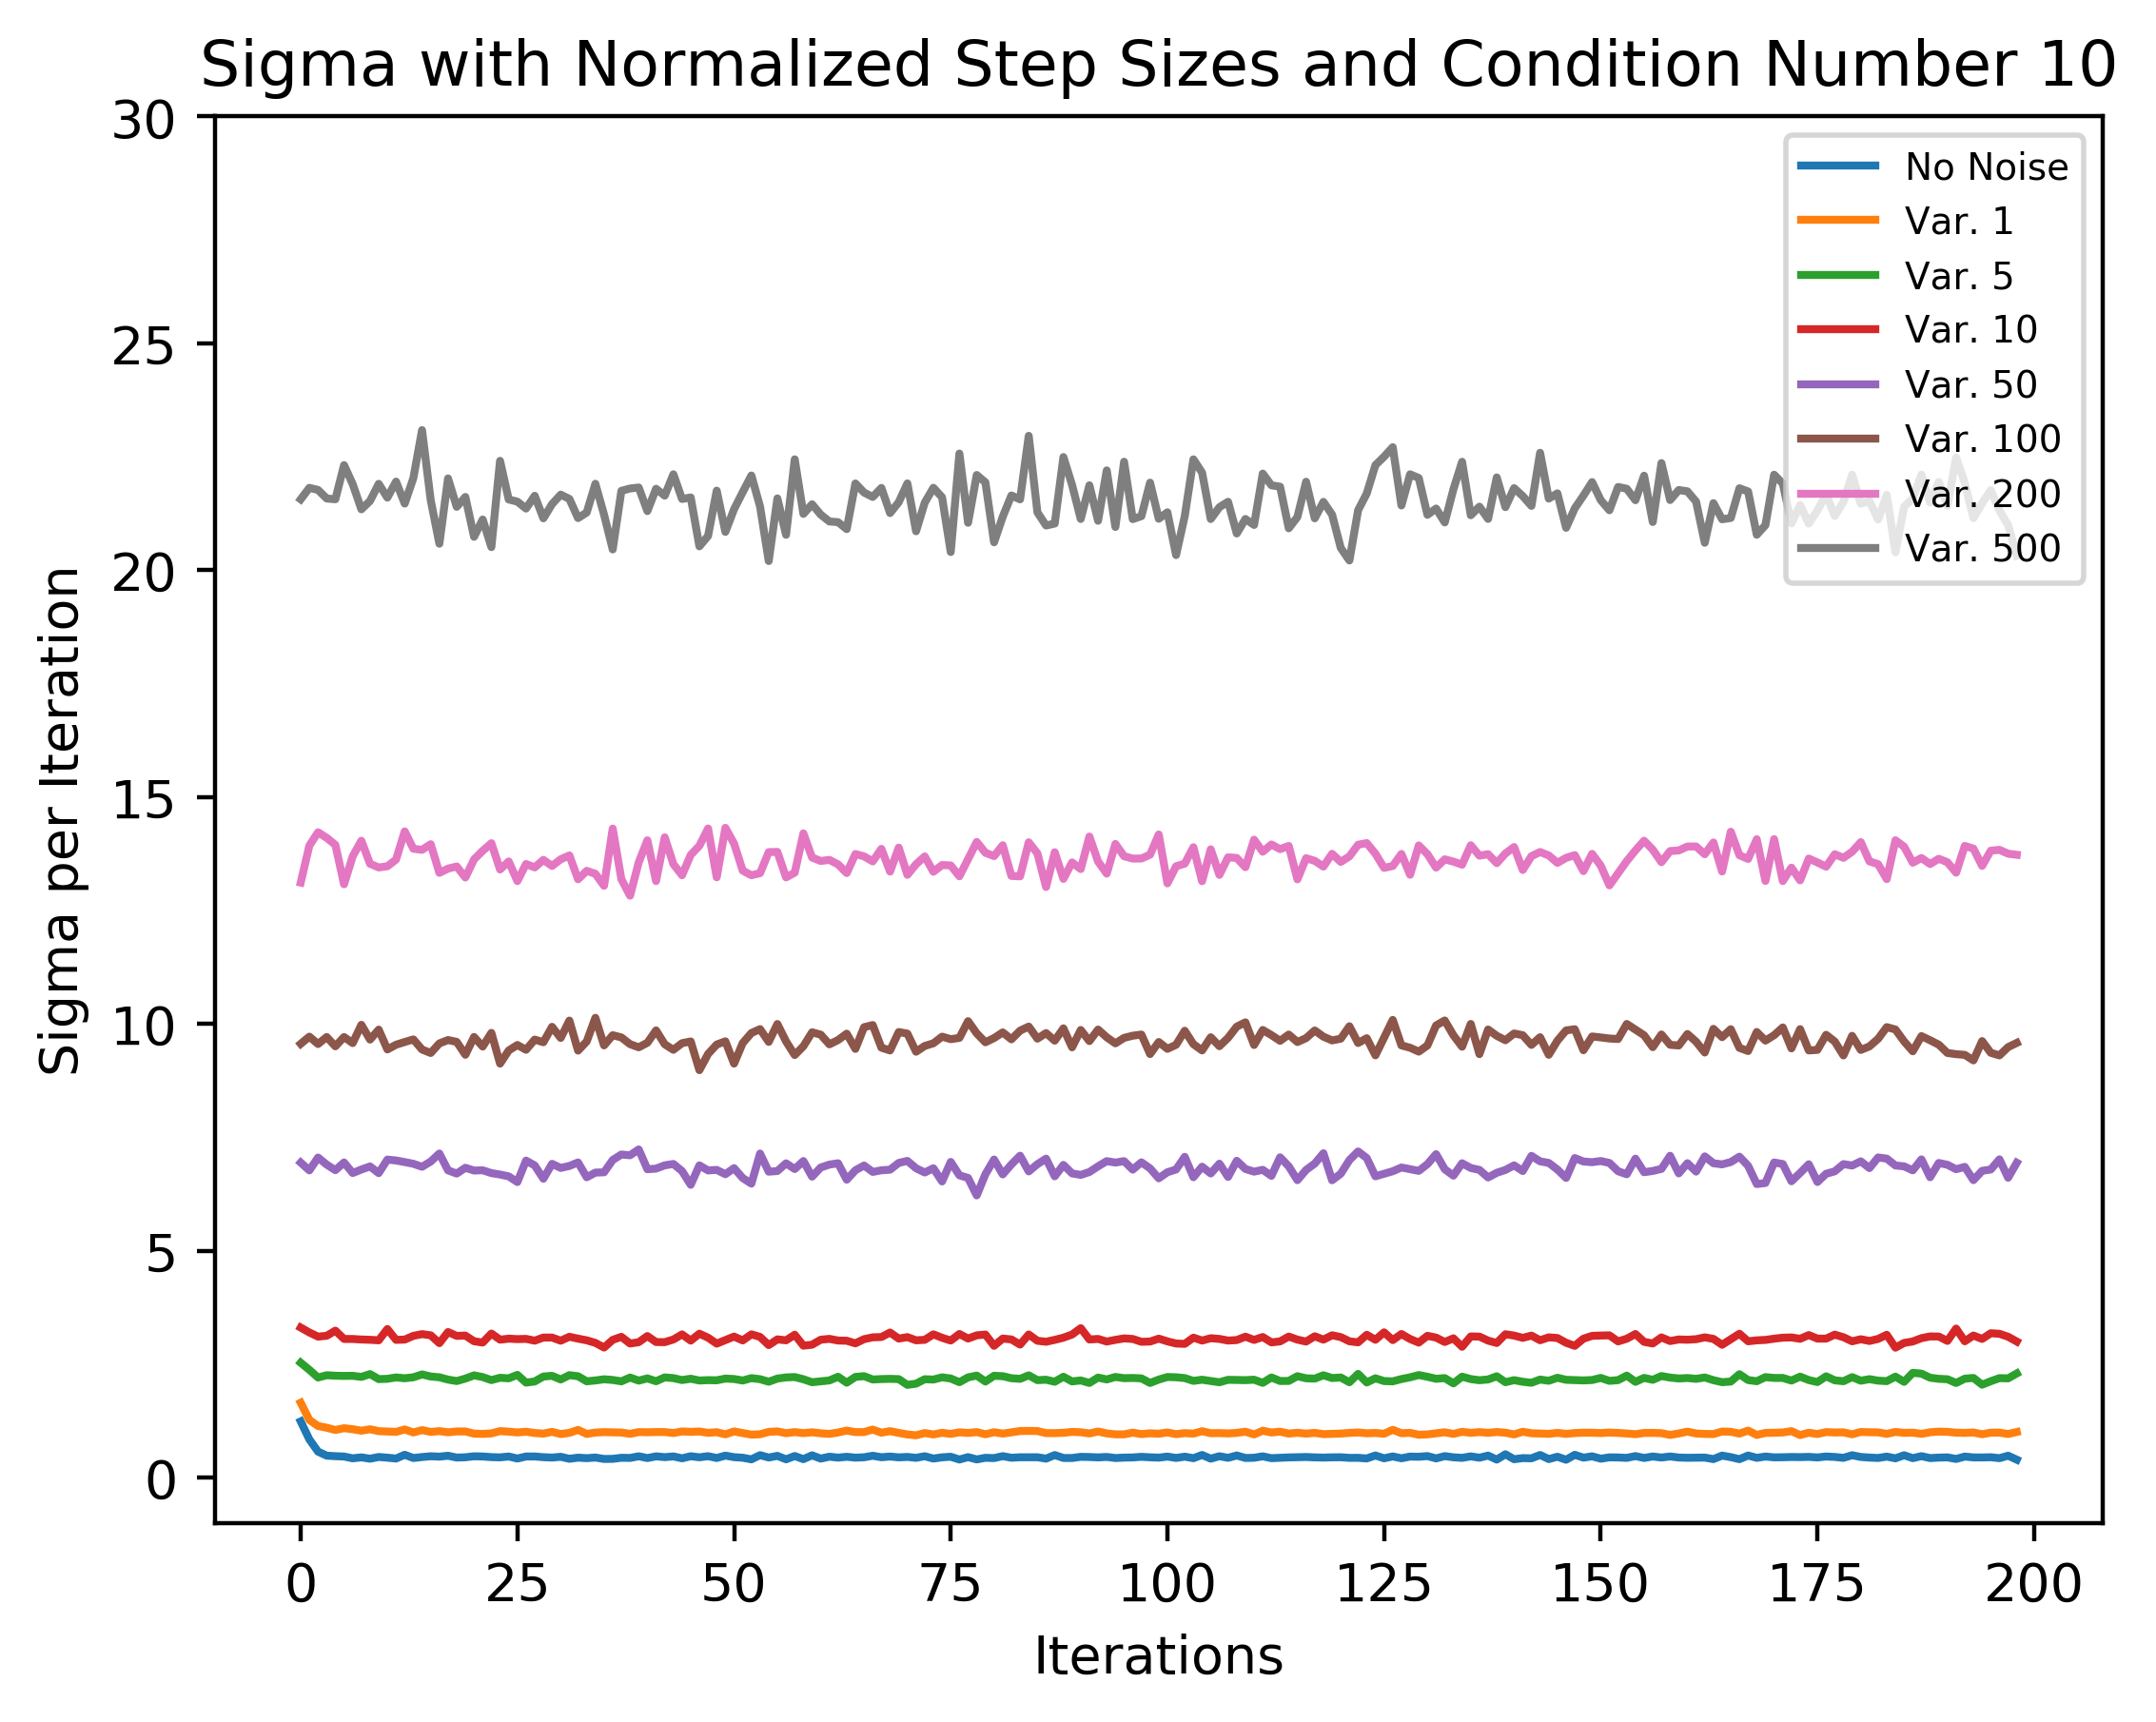 Sigma with Normalized Step Sizes and Condition Number 10
Sigma per Iteration
30
25
20
15
10
5
0
No Noise
Var. 1
Var. 5
Var. 10
Var. 50
Var. 100
Var. 200
Var. 500
0 25 50 75 100 125 150 175 200
Iterations